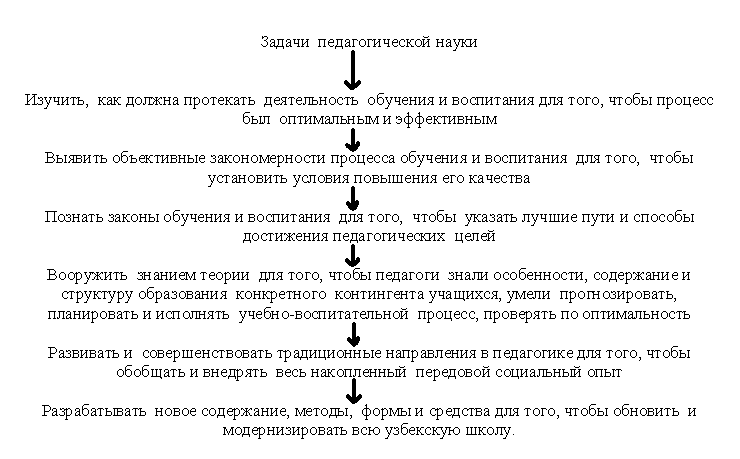 Задачи педагогической науки
Изучить, как должна протекать деятельность обучения и воспитания для того, чтобы процесс
был оптимальным и эффективным
Выявить объективные закономерности процесса обучения и воспитания для того, чтобы
установить условия повышения его качества
Познать законы обучения и воспитания для того, чтобы указать лучшие пути и способы
достижения педагогических целей
Вооружить знанием теории для того, чтобы педагоги знали особенности, содержание и
структуру образования конкретного контингента учащихся, умели прогнозировать,
планировать и исполнять учебно-воспитательной процесс, проверять по оптимальность
Развивать и совершенствовать традиционные направления в педагогике для того, чтобы
обобщать и внедрять весь накопленный передовой социальный опыт
Разрабатывать новое содержание, методы, формы и средства для того, чтобы обновить и
модернизировать всю узбекскую школу.